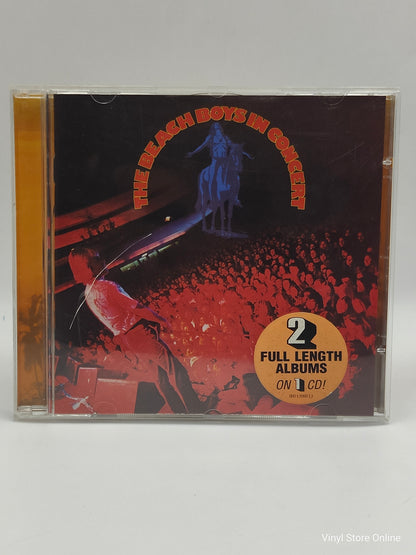 THE BEACH BOYS IN CONCERT
2
FULL LENGTH
ALBUMS
ON 1 CD!
Vinyl Store Online